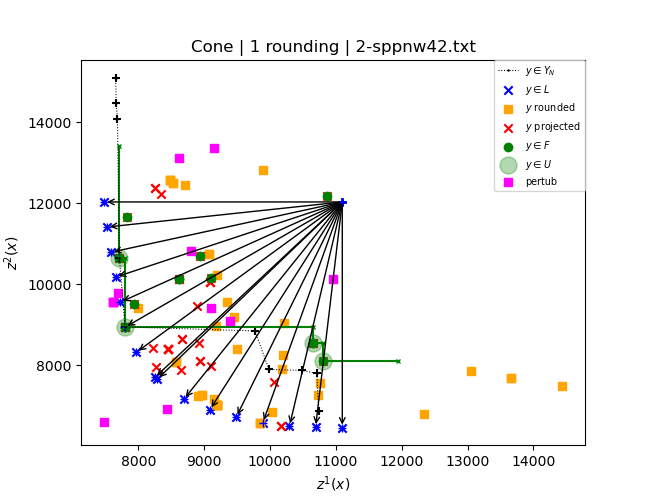 Cone | 1 rounding | 2-sppnw42.txt
y ∈ Y_N
y ∈ L
y rounded
y projected
y ∈ F
y ∈ U
pertub
z²(x)
14000
12000
10000
8000
8000 9000 10000 11000 12000 13000 14000
z¹(x)